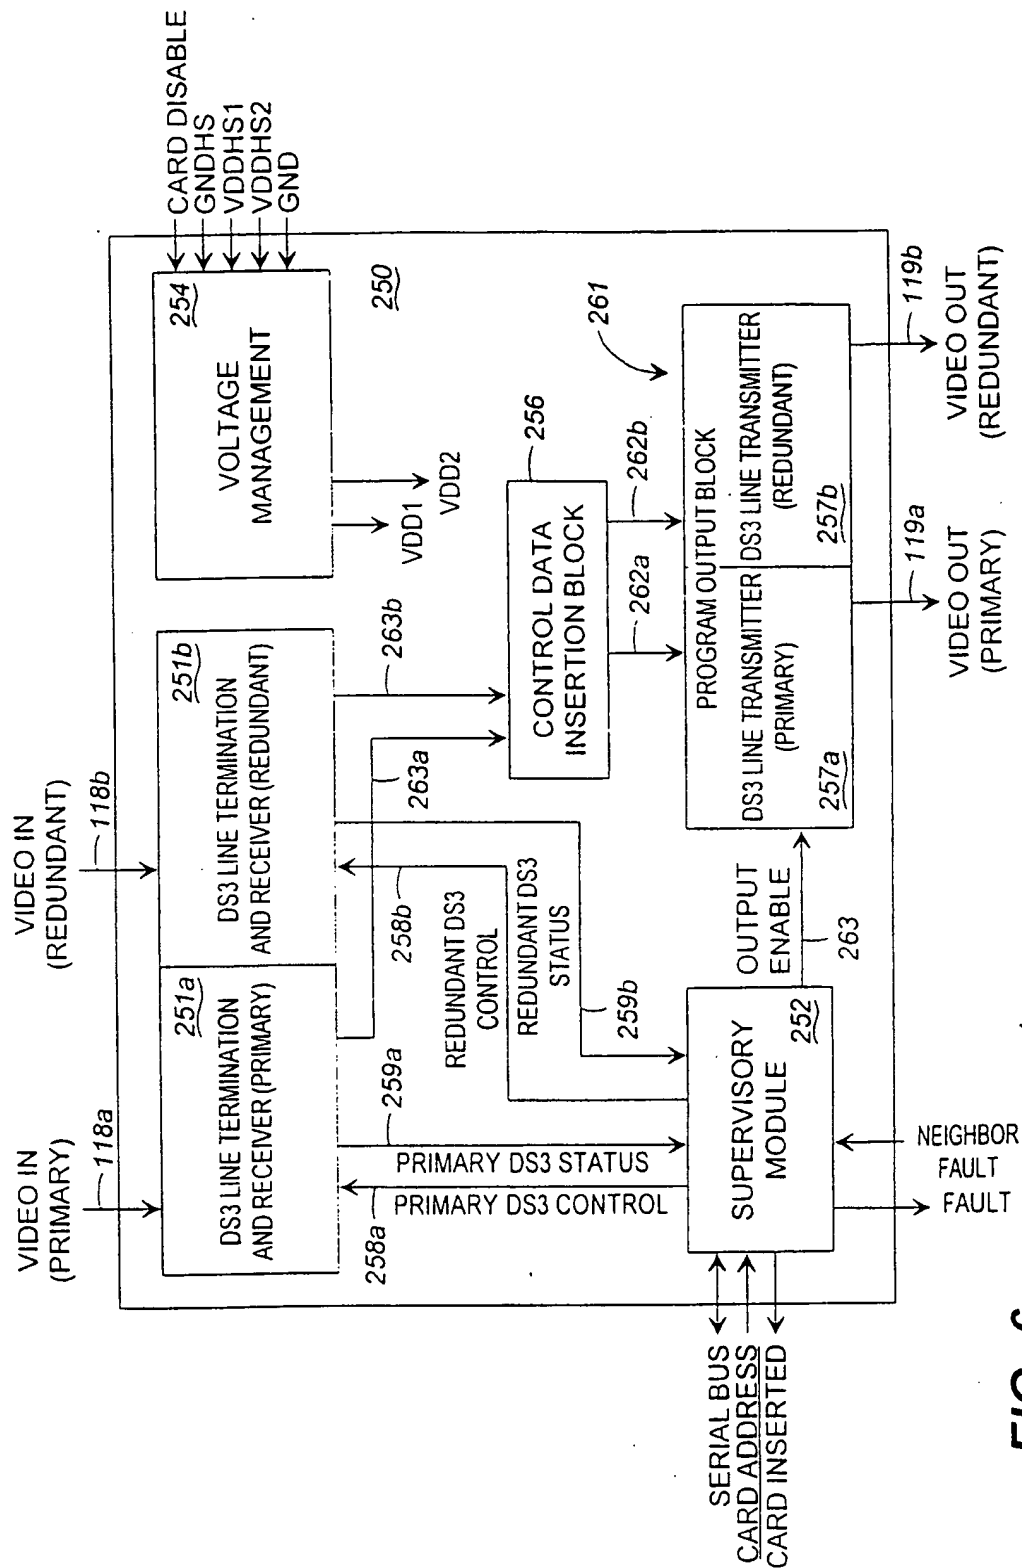 VIDEO IN
(PRIMARY)
118a
VIDEO IN
(REDUNDANT)
118b
CARD DISABLE
GNDHS
VDDHS1
VDDHS2
GND
251a
DS3 LINE TERMINATION
AND RECEIVER (PRIMARY)
251b
DS3 LINE TERMINATION
AND RECEIVER (REDUNDANT)
254
VOLTAGE
MANAGEMENT
VDD1
VDD2
250
258a
PRIMARY DS3 CONTROL
259a
PRIMARY DS3 STATUS
REDUNDANT DS3
CONTROL
258b
REDUNDANT DS3
STATUS
259b
263a
263b
256
CONTROL DATA
INSERTION BLOCK
262a
262b
261
SERIAL BUS
CARD ADDRESS
CARD INSERTED
SUPERVISORY
MODULE
252
OUTPUT
ENABLE
263
PROGRAM OUTPUT BLOCK
DS3 LINE TRANSMITTER
(PRIMARY)
257a
DS3 LINE TRANSMITTER
(REDUNDANT)
257b
NEIGHBOR
FAULT
FAULT
119a
VIDEO OUT
(PRIMARY)
119b
VIDEO OUT
(REDUNDANT)